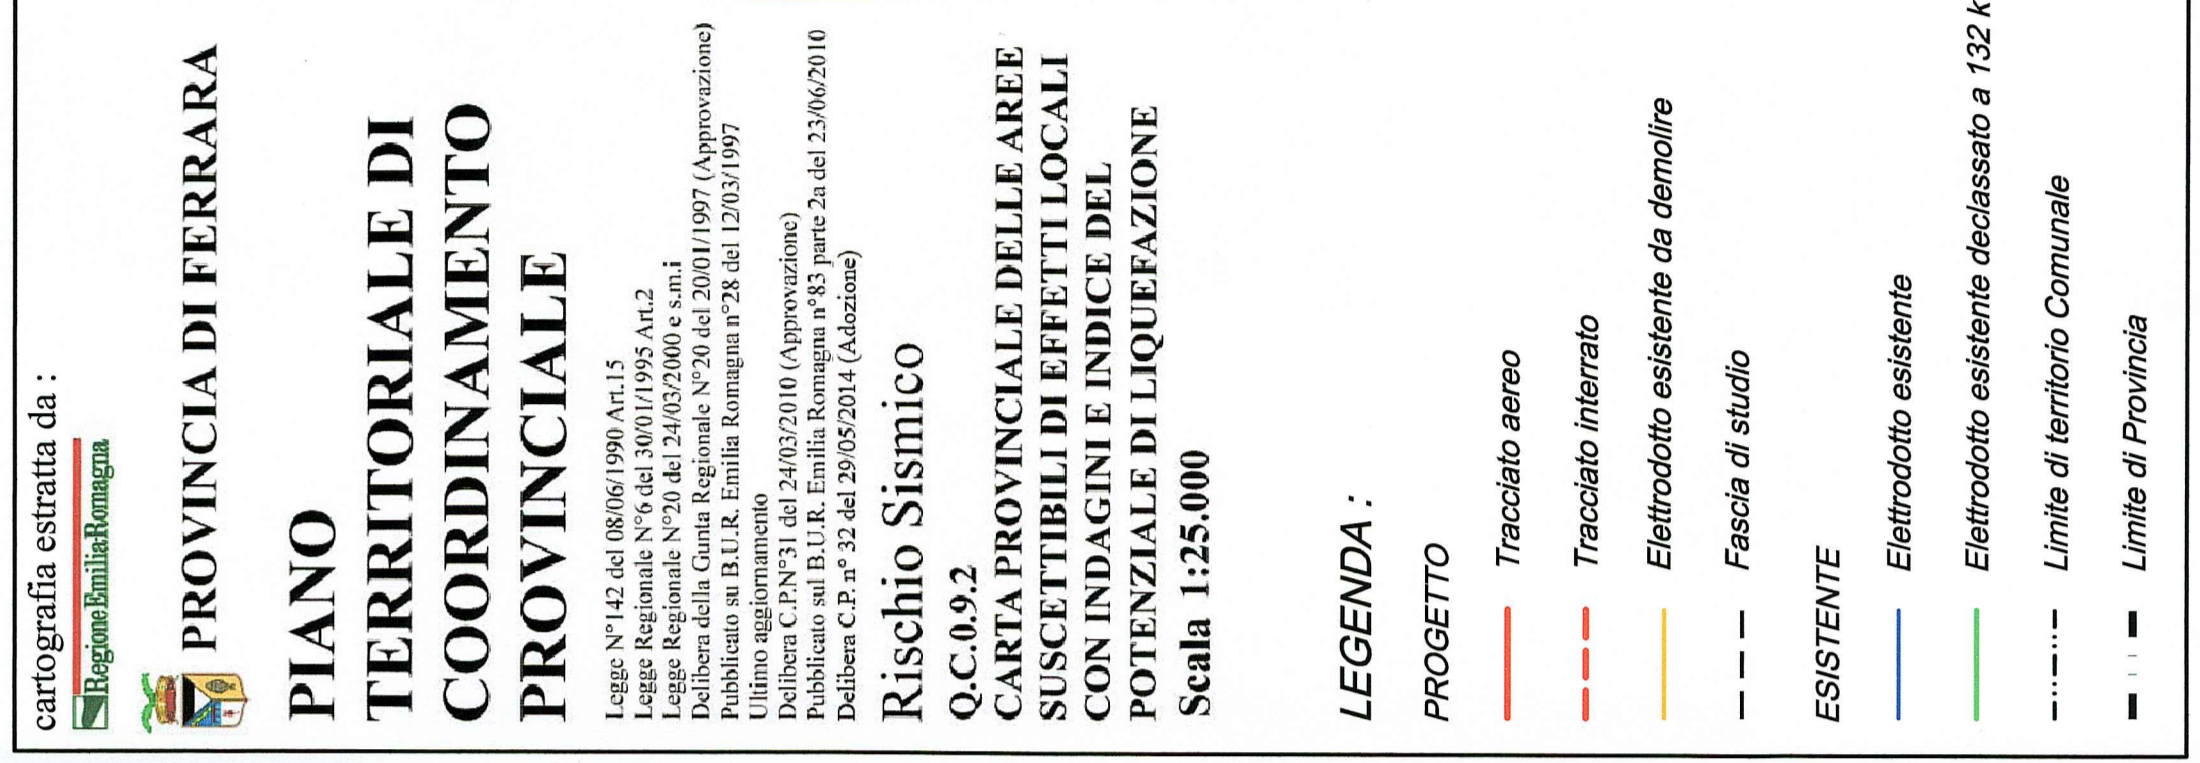 cartografia estratta da :
RegioneEmilia-Romagna
PROVINCIA DI FERRARA
PIANO
TERRITORIALE DI
COORDINAMENTO
PROVINCIALE
Legge N°142 del 08/06/1990 Art.15
Legge Regionale N°6 del 30/01/1995 Art.2
Legge Regionale N°20 del 24/03/2000 e s.m.i
Delibera della Gunta Regionale N°20 del 20/01/1997 (Approvazione)
Pubblicato su B.U.R. Emilia Romagna n°28 del 12/03/1997
Ultimo aggiornamento
Delibera C.P.N°31 del 24/03/2010 (Approvazione)
Pubblicato sul B.U.R. Emilia Romagna n°83 parte 2a del 23/06/2010
Delibera C.P. n° 32 del 29/05/2014 (Adozione)
Rischio Sismico
Q.C.0.9.2
CARTA PROVINCIALE DELLE AREE
SUSCETTIBILI DI EFFETTI LOCALI
CON INDAGINI E INDICE DEL
POTENZIALE DI LIQUEFAZIONE
Scala 1:25.000
LEGENDA :
PROGETTO
Tracciato aereo
Tracciato interrato
Elettrodotto esistente da demolire
Fascia di studio
ESISTENTE
Elettrodotto esistente
Elettrodotto esistente declassato a 132 k
Limite di territorio Comunale
Limite di Provincia